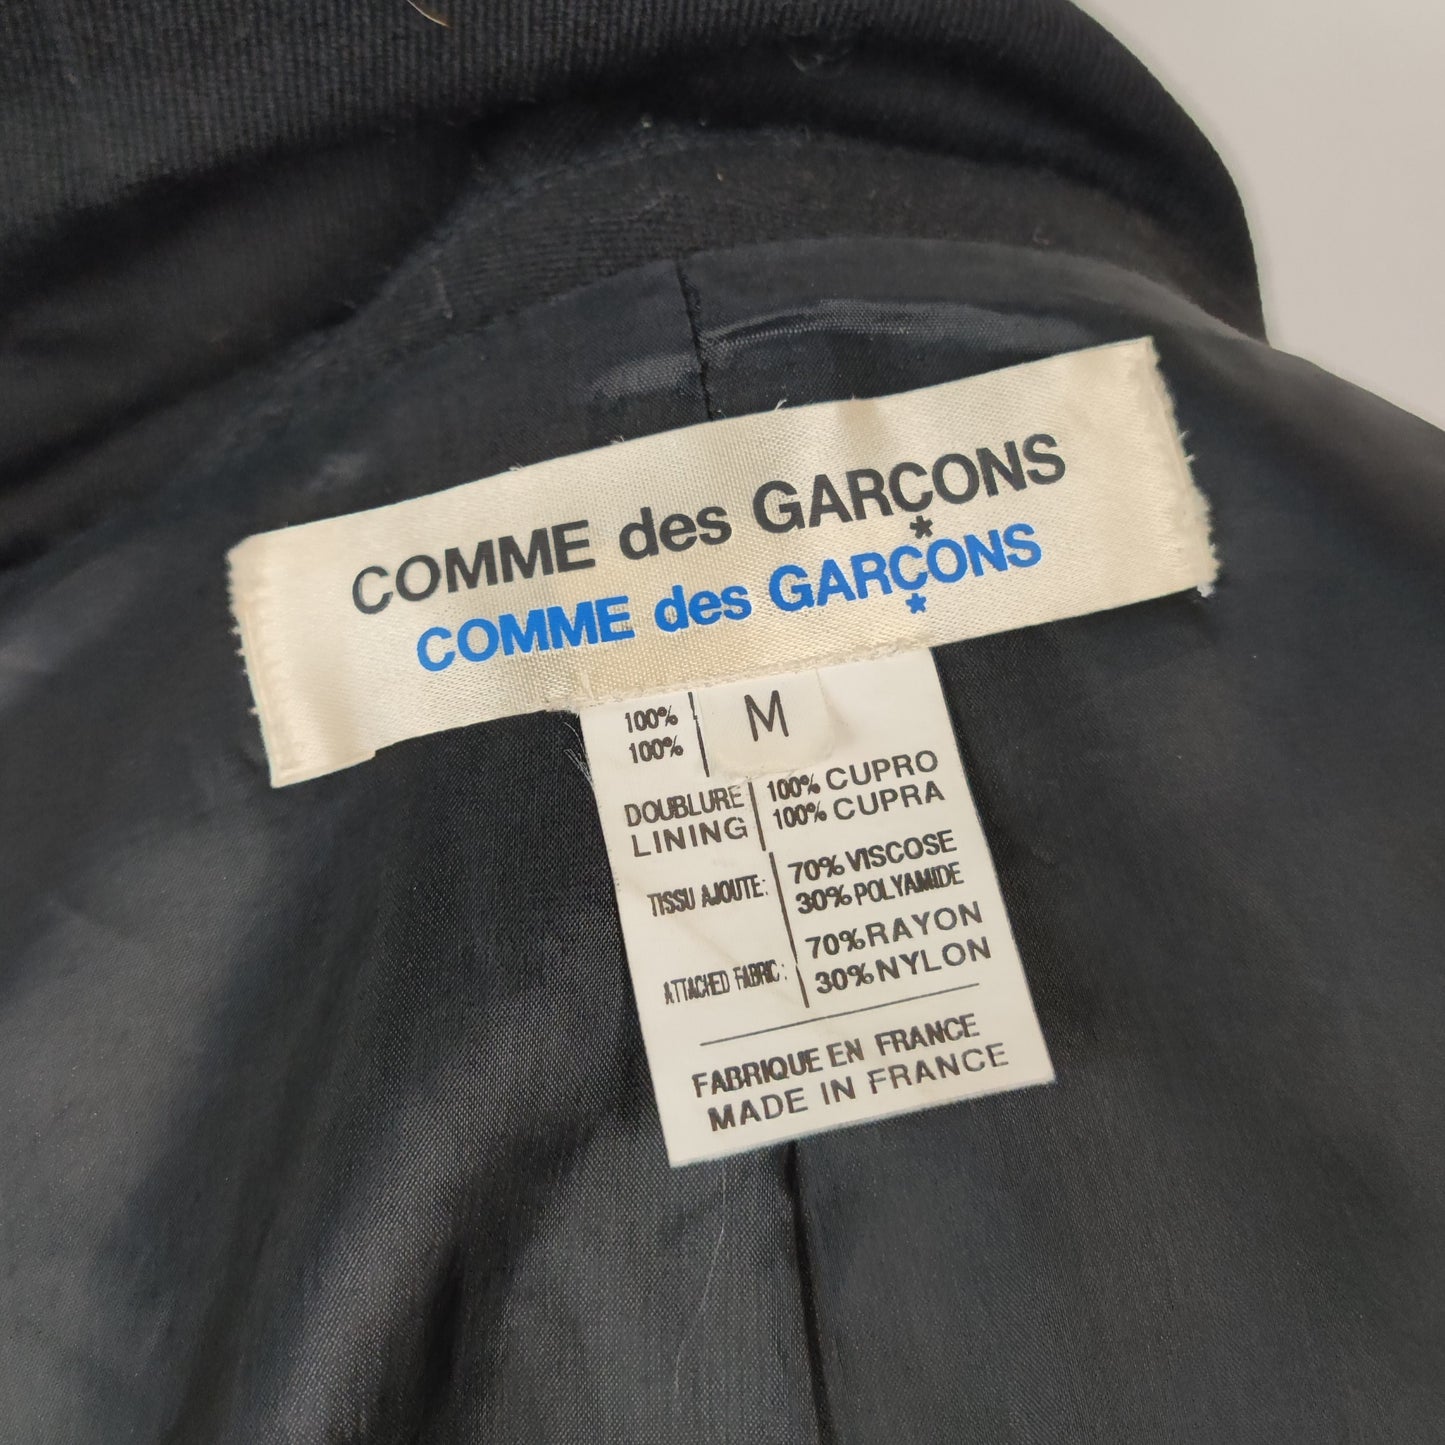 COMME des GARÇONS
*
COMME des GARÇONS
*
M
100%
100%
DOUBLURE 100% CUPRO
LINING 100% CUPRA
TISSU AJOUTE: 70% VISCOSE
30% POLYAMIDE
ATTACHED FABRIC: 70% RAYON
30% NYLON
FABRIQUE EN FRANCE
MADE IN FRANCE